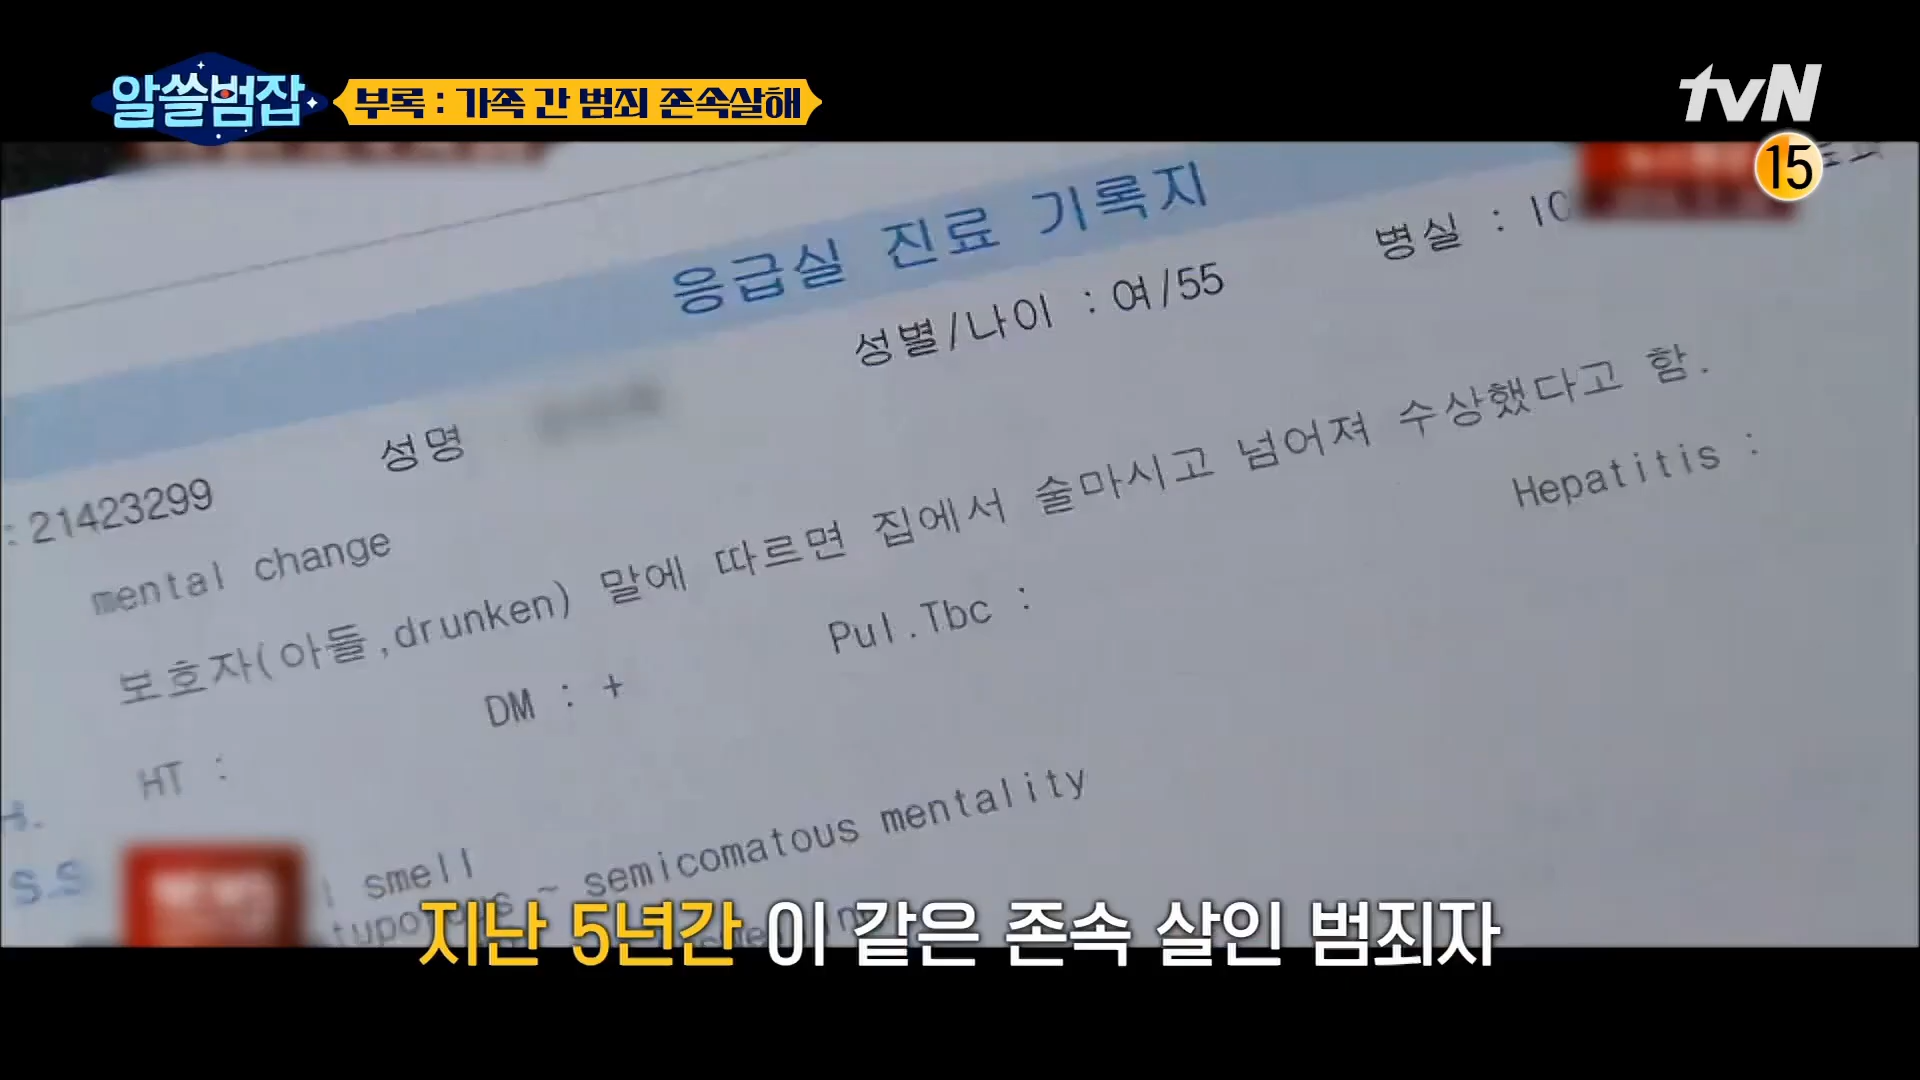 알쓸범잡
부록 : 가족 간 범죄 존속살해
tvN
15
응급실 진료 기록지
: 21423299 성명 성별/나이 : 여/55 병실 : IC
mental change
보호자(아들,drunken) 말에 따르면 집에서 술마시고 넘어져 수상했다고 함.
HT : DM : + Pul.Tbc : Hepatitis :
S.S
smell
~ semicomatous mentality
지난 5년간 이 같은 존속 살인 범죄자